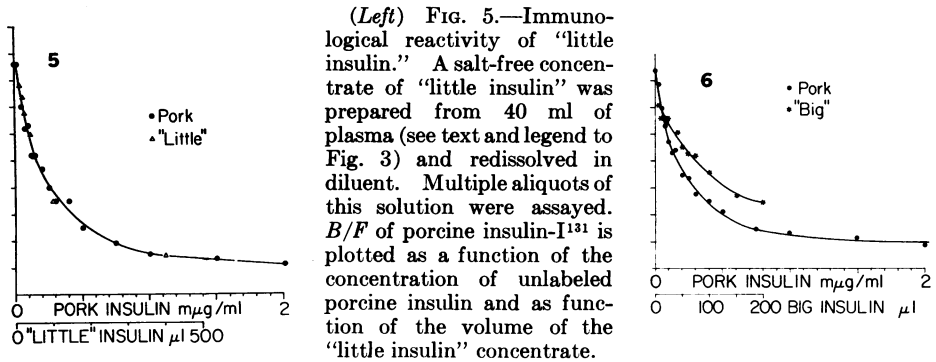 5
• Pork
▵ "Little"
0 PORK INSULIN mμg/ml 2
0 "LITTLE" INSULIN μl 500
(Left) FIG. 5.—Immuno-
logical reactivity of “little
insulin.” A salt-free concen-
trate of “little insulin” was
prepared from 40 ml of
plasma (see text and legend to
Fig. 3) and redissolved in
diluent. Multiple aliquots of
this solution were assayed.
B/F of porcine insulin-I¹³¹ is
plotted as a function of the
concentration of unlabeled
porcine insulin and as func-
tion of the volume of the
“little insulin” concentrate.
6
• Pork
• "Big"
0 PORK INSULIN mμg/ml 2
0 100 200 BIG INSULIN μl